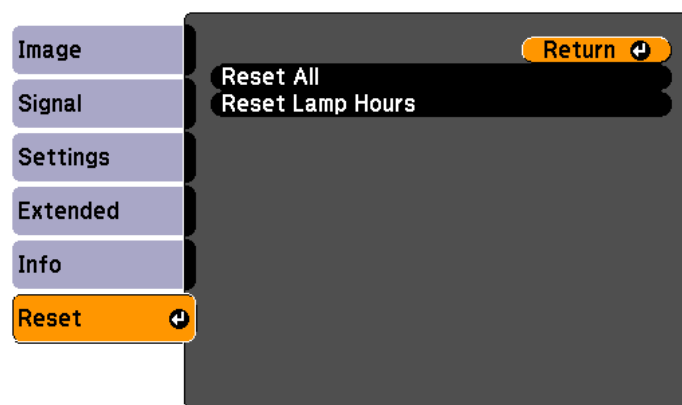 Image
Signal
Settings
Extended
Info
Reset
Return
Reset All
Reset Lamp Hours